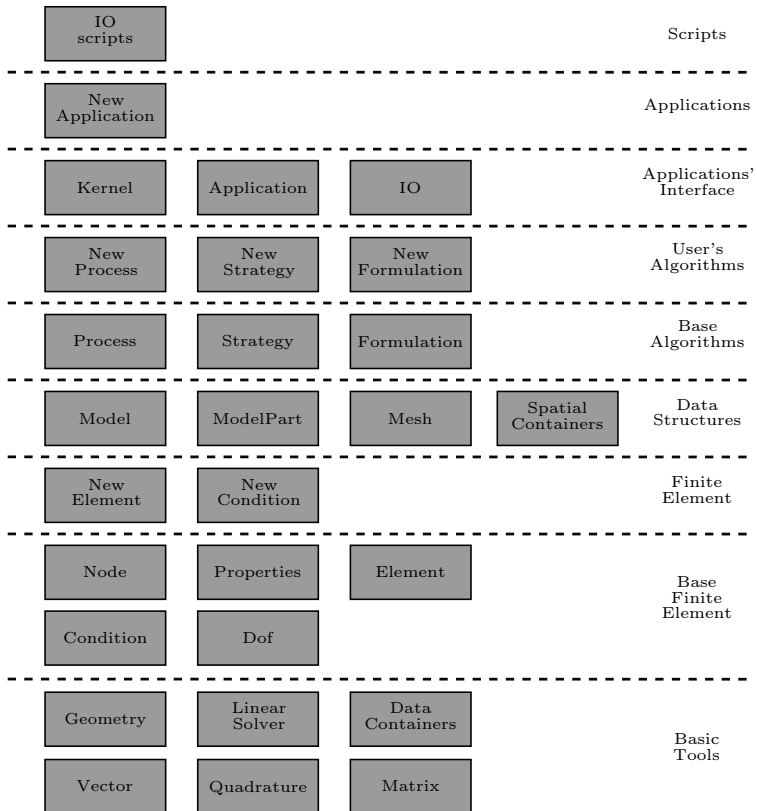 IO
scripts
Scripts
New
Application
Applications
Kernel
Application
IO
Applications'
Interface
New
Process
New
Strategy
New
Formulation
User's
Algorithms
Process
Strategy
Formulation
Base
Algorithms
Model
ModelPart
Mesh
Spatial
Containers
Data
Structures
New
Element
New
Condition
Finite
Element
Node
Properties
Element
Condition
Dof
Base
Finite
Element
Geometry
Linear
Solver
Data
Containers
Vector
Quadrature
Matrix
Basic
Tools